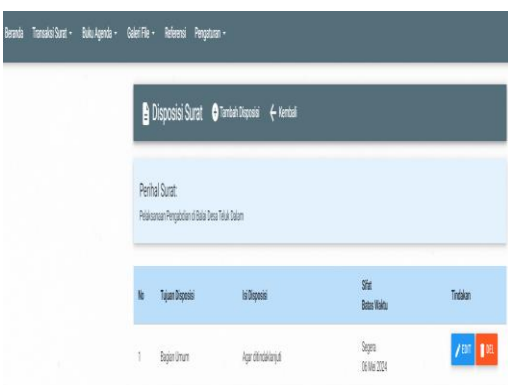 Beranda Transaksi Surat Buku Agenda Galeri File Referensi Pengaturan
Disposisi Surat Tambah Disposisi Kembali
Perihal Surat:
Pelaksanaan Pengabdian di Balai Desa Teluk Dalam
No Tujuan Disposisi Isi Disposisi Sifat Batas Waktu Tindakan
1 Bagian Umum Agar ditindaklanjuti Segera 06 Mei 2024 EDIT DEL